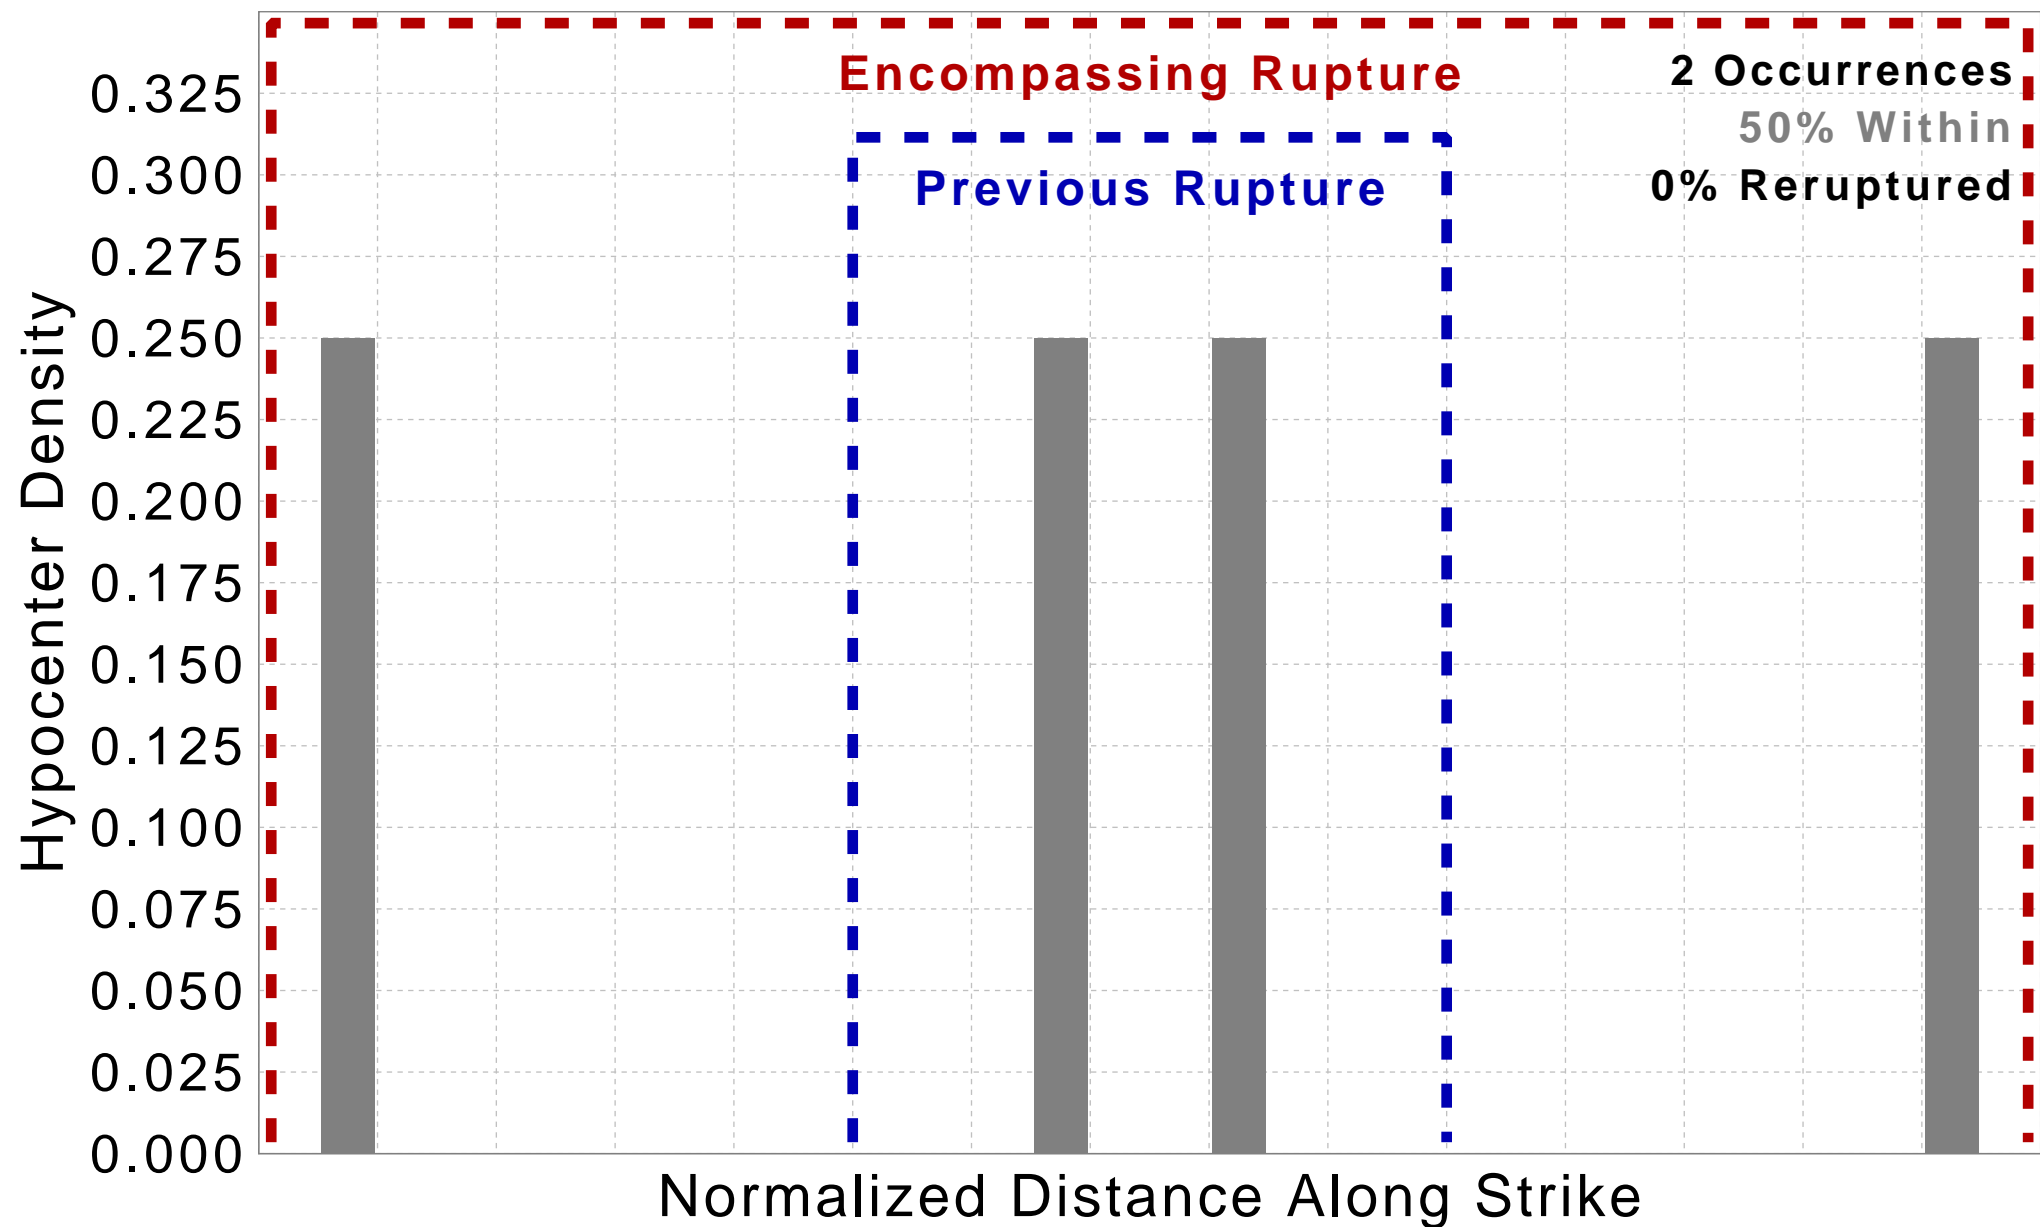 Encompassing Rupture
2 Occurrences
50% Within
Previous Rupture
0% Reruptured
0.325
0.300
0.275
0.250
0.225
0.200
0.175
0.150
0.125
0.100
0.075
0.050
0.025
0.000
Hypocenter Density
Normalized Distance Along Strike